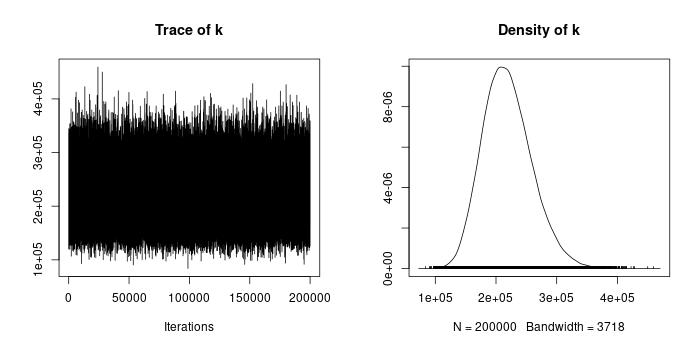 Trace of k
4e+05
3e+05
2e+05
1e+05
0 50000 100000 150000 200000
Iterations
Density of k
8e-06
4e-06
0e+00
1e+05 2e+05 3e+05 4e+05
N = 200000 Bandwidth = 3718